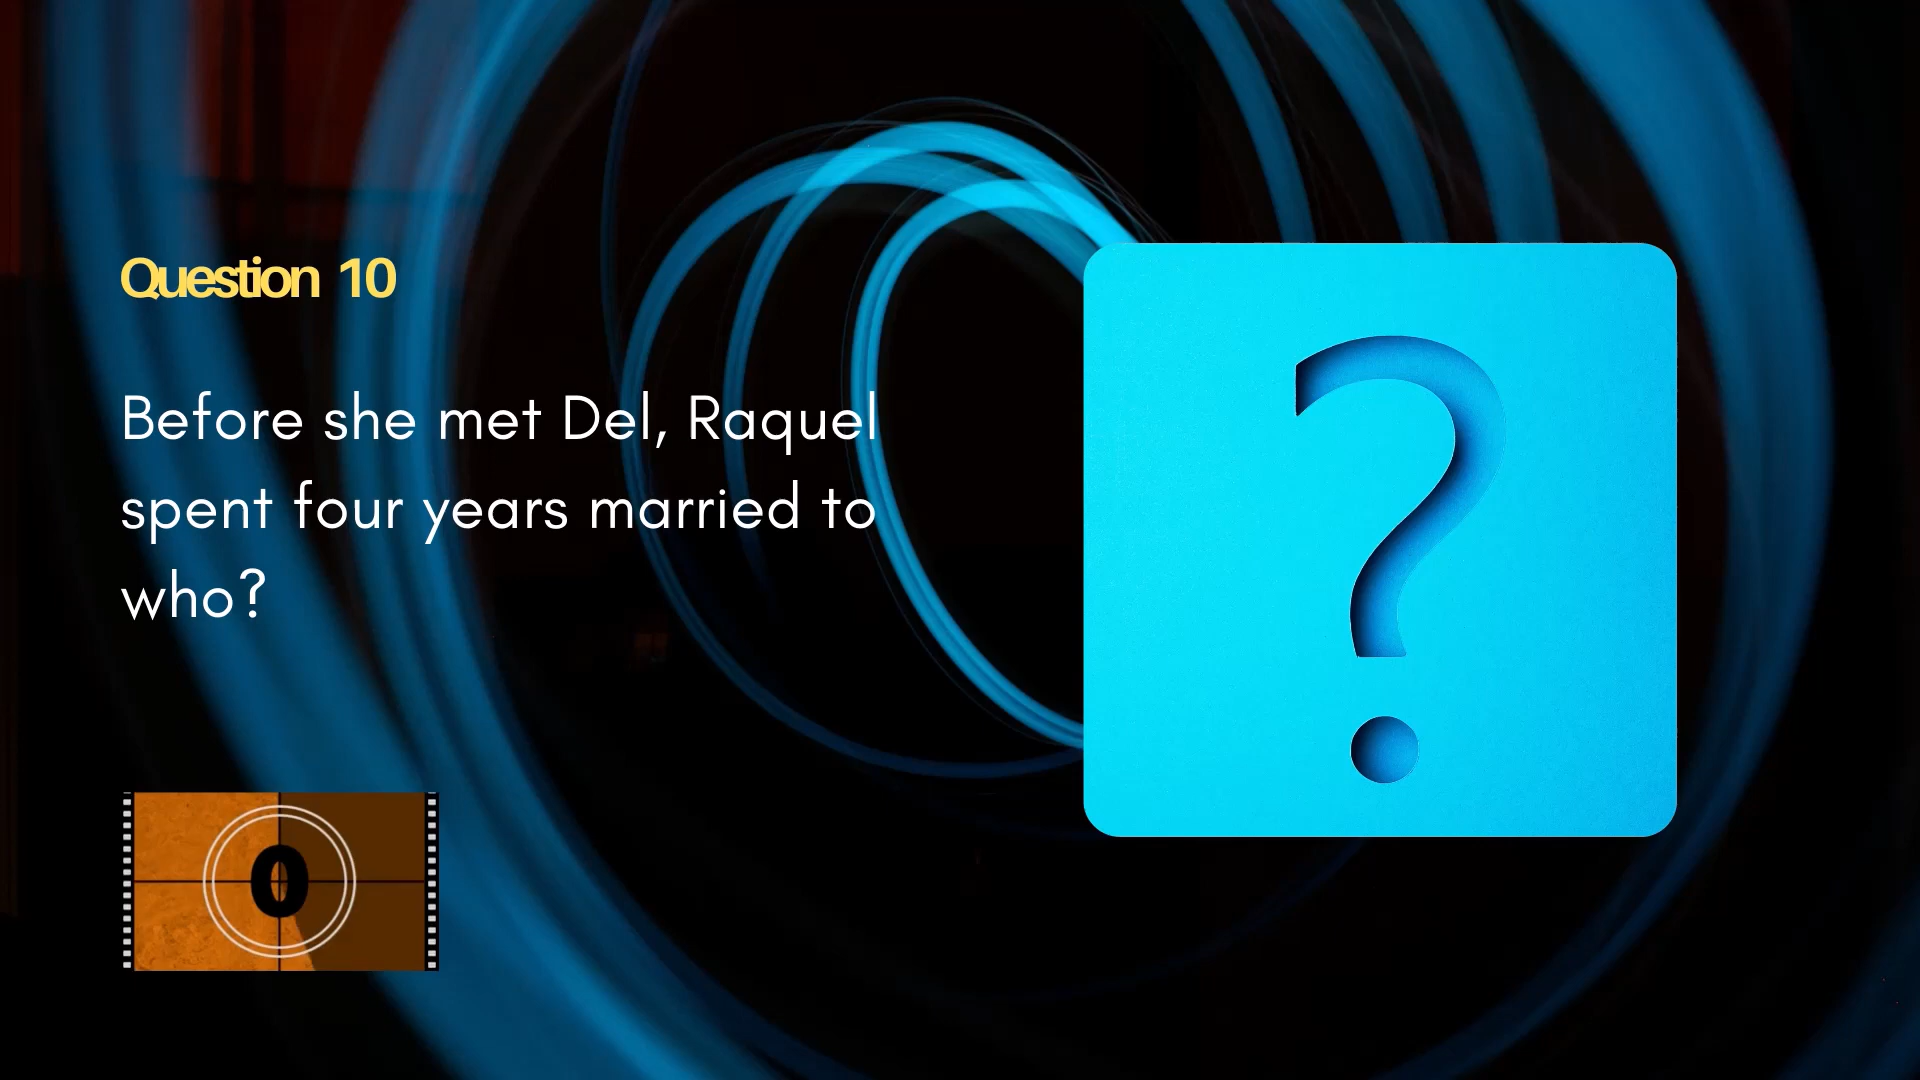 Question 10
Before she met Del, Raquel
spent four years married to
who?
0